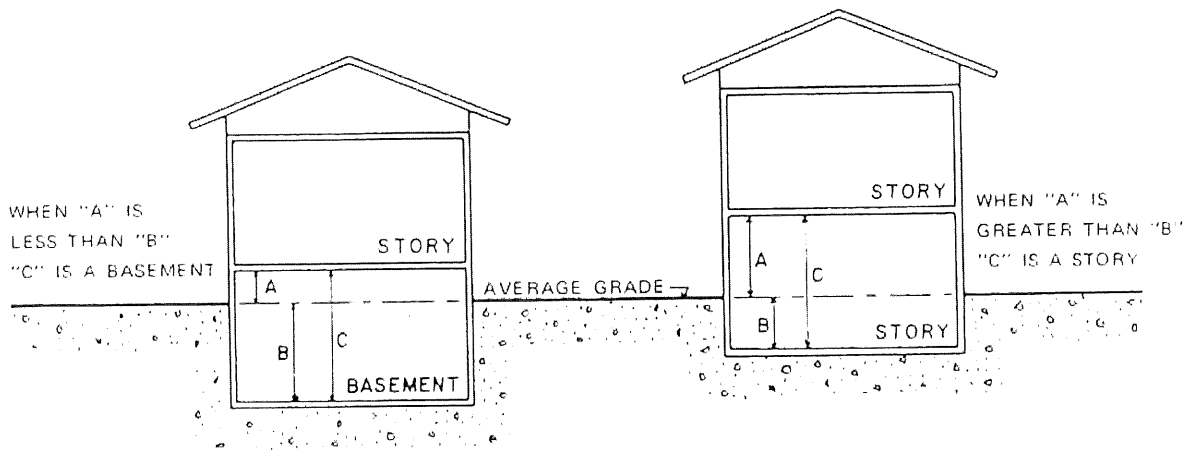 WHEN "A" IS
LESS THAN "B"
"C" IS A BASEMENT
STORY
A
B
C
BASEMENT
AVERAGE GRADE
STORY
A
C
B
STORY
WHEN "A" IS
GREATER THAN "B"
"C" IS A STORY